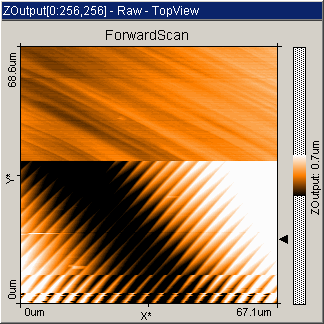 ZOutput[0:256,256] - Raw - TopView
ForwardScan
68.6um
Y*
0um
0um
X*
67.1um
ZOutput: 0.7um